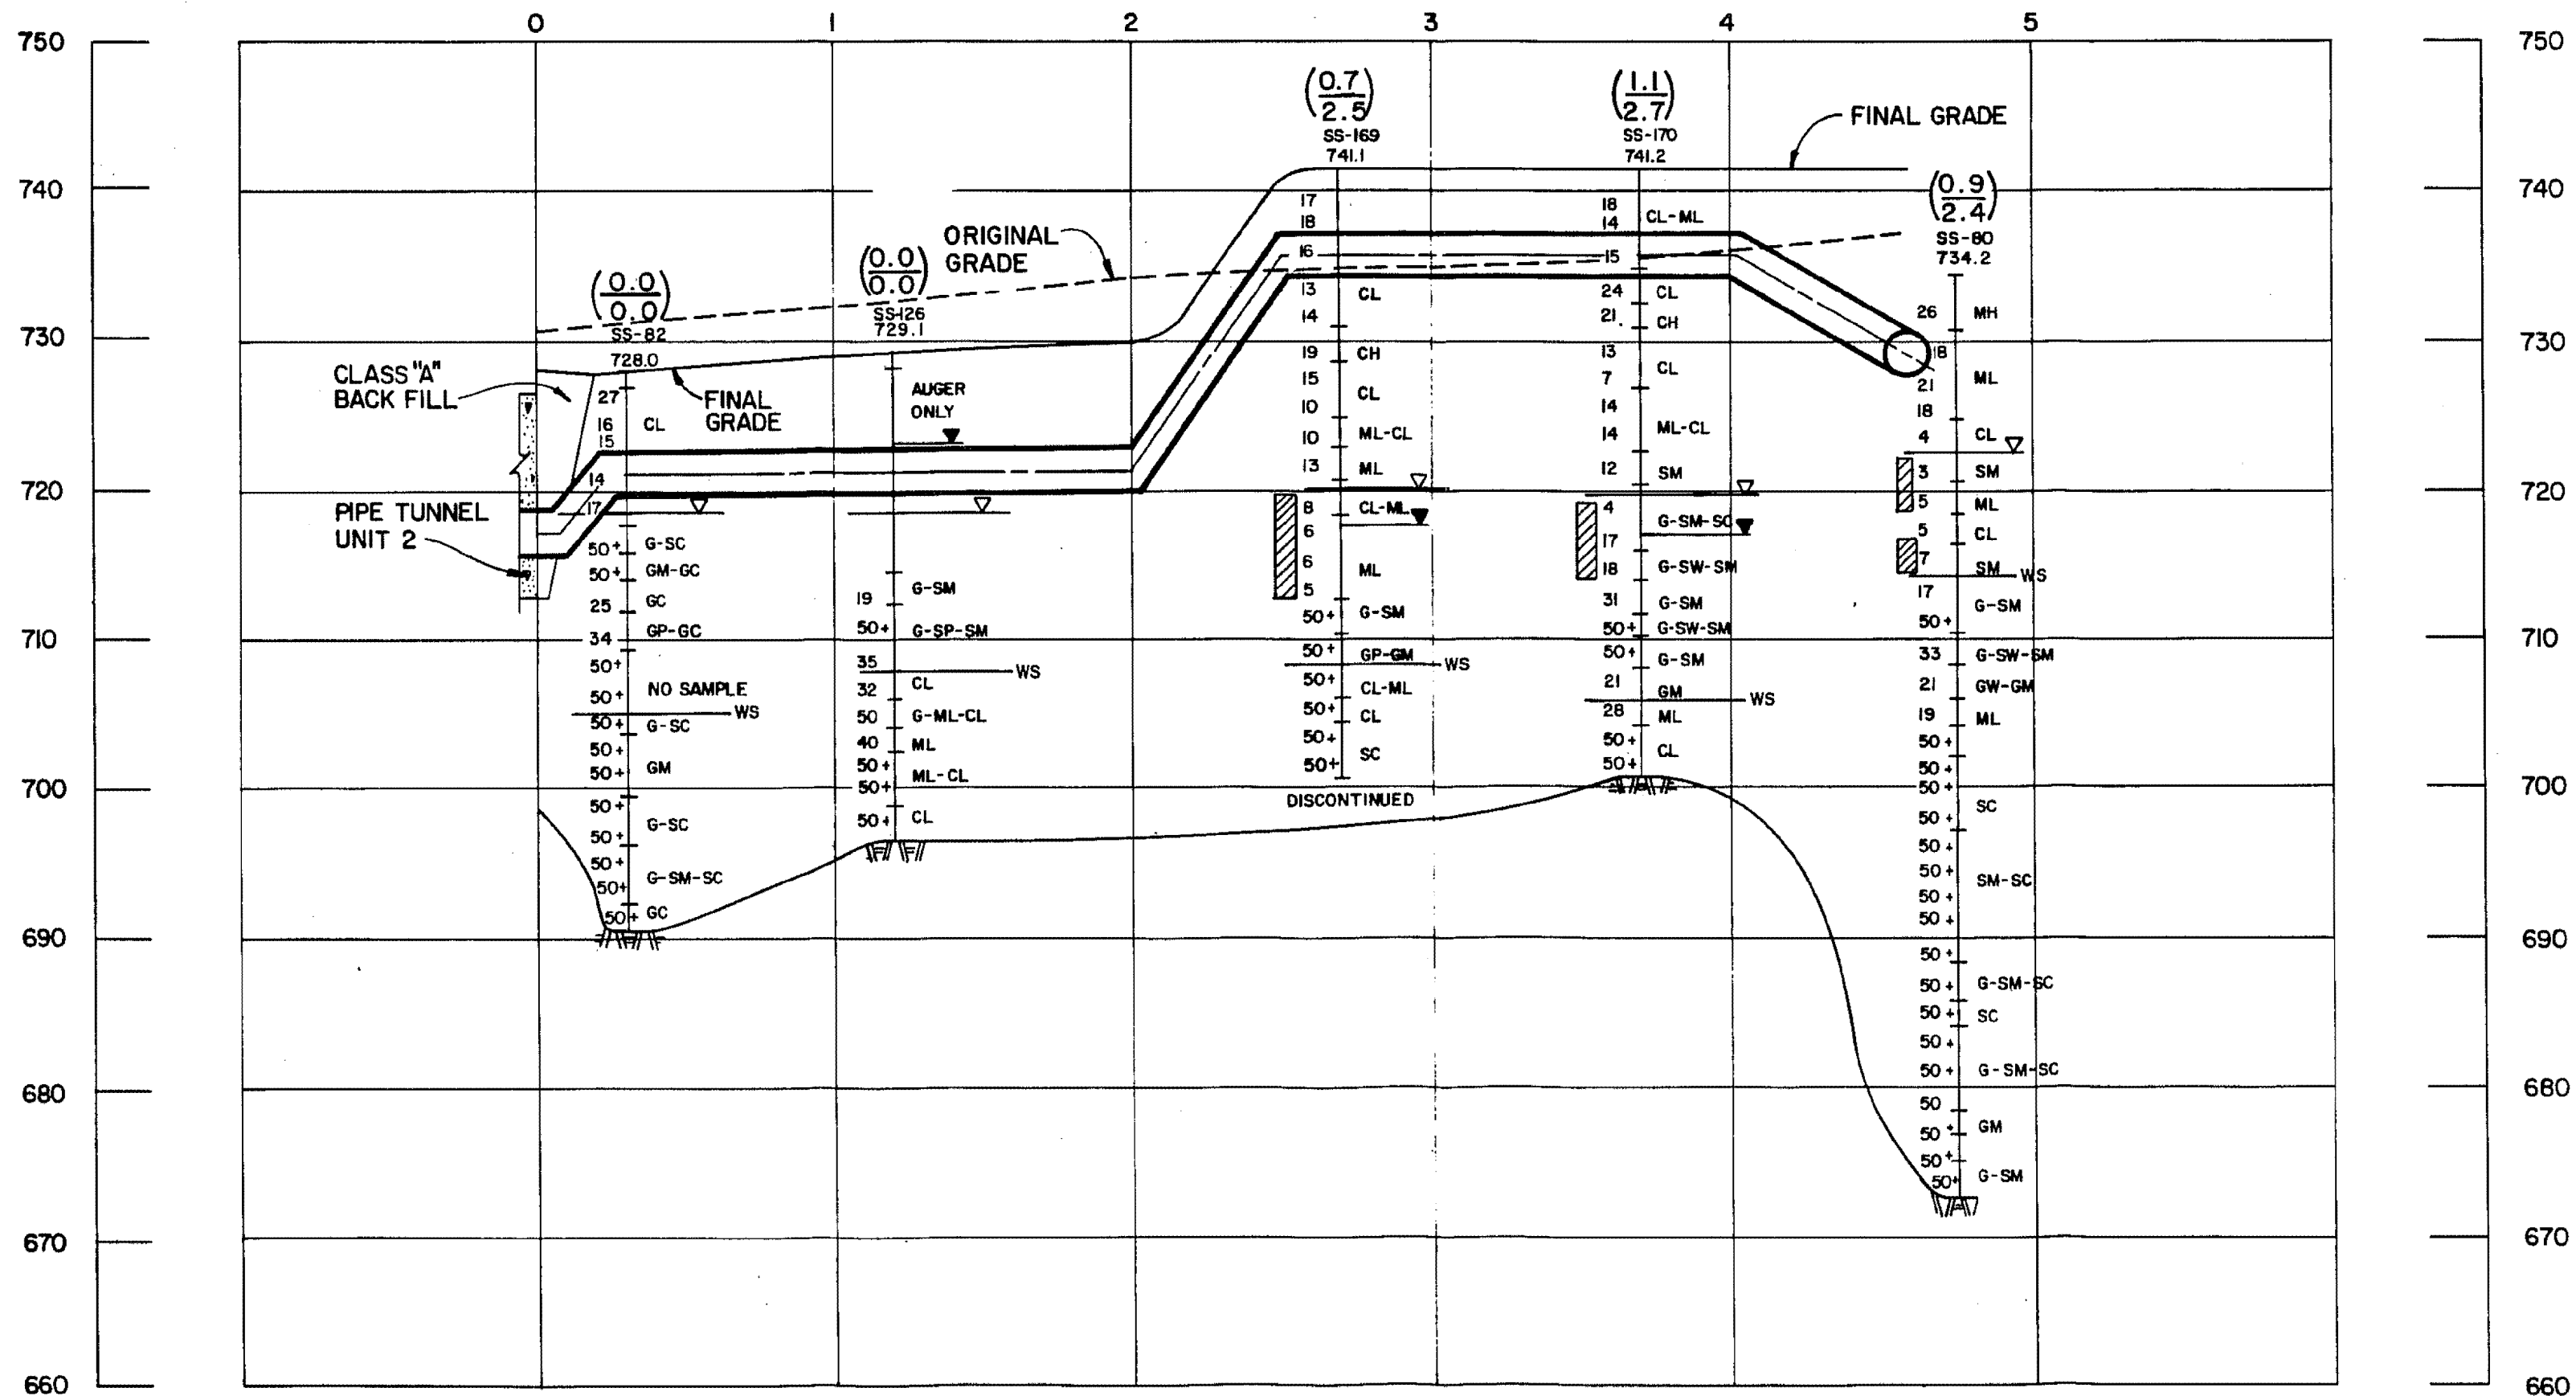 0 1 2 3 4 5
750 750
740 740
730 730
720 720
710 710
700 700
690 690
680 680
670 670
660 660
(0.0/0.0)
SS-82
728.0
27
16 CL
15
14
17
50+ G-SC
50+ GM-GC
25 GC
34 GP-GC
50+
50+ NO SAMPLE
WS
50+ G-SC
50+
50+ GM
50+
50+ G-SC
50+
50+ G-SM-SC
50+ GC
(0.0/0.0)
SS-126
729.1
AUGER
ONLY
19 G-SM
50+ G-SP-SM
35
WS
32 CL
50 G-ML-CL
40 ML
50+
50+ ML-CL
50+ CL
(0.7/2.5)
SS-169
741.1
17
18
16
13 CL
14
19 CH
15
10 CL
10 ML-CL
13 ML
8 CL-ML
6
6 ML
5
50+ G-SM
50+ GP-GM
WS
50+ CL-ML
50+ CL
50+
50+ SC
DISCONTINUED
(1.1/2.7)
SS-170
741.2
18
14 CL-ML
15
24 CL
21 CH
13
7 CL
14
14 ML-CL
12 SM
4
G-SM-SC
17
18 G-SW-SM
31 G-SM
50+ G-SW-SM
50+ G-SM
21 GM
WS
28 ML
50+ CL
50+
(0.9/2.4)
SS-80
734.2
26 MH
18
21 ML
18
4 CL
3 SM
5 ML
5 CL
7 SM
WS
17
50+ G-SM
33 G-SW-SM
21 GW-GM
19 ML
50+
50+
50+ SC
50+
50+
50+ SM-SC
50+
50+
50+
50+ G-SM-SC
50+ SC
50+
50+ G-SM-SC
50
50+ GM
50+
50+ G-SM
FINAL GRADE
ORIGINAL
GRADE
CLASS "A"
BACK FILL
FINAL
GRADE
PIPE TUNNEL
UNIT 2